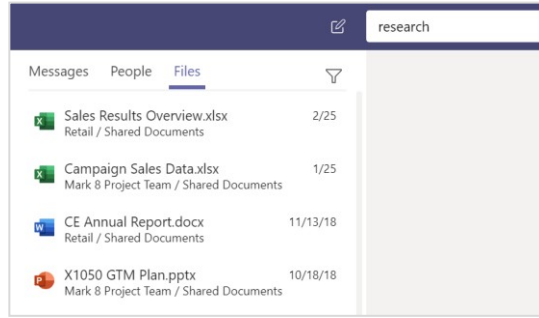 research
Messages People Files
Sales Results Overview.xlsx 2/25
Retail / Shared Documents
Campaign Sales Data.xlsx 1/25
Mark 8 Project Team / Shared Documents
CE Annual Report.docx 11/13/18
Retail / Shared Documents
X1050 GTM Plan.pptx 10/18/18
Mark 8 Project Team / Shared Documents